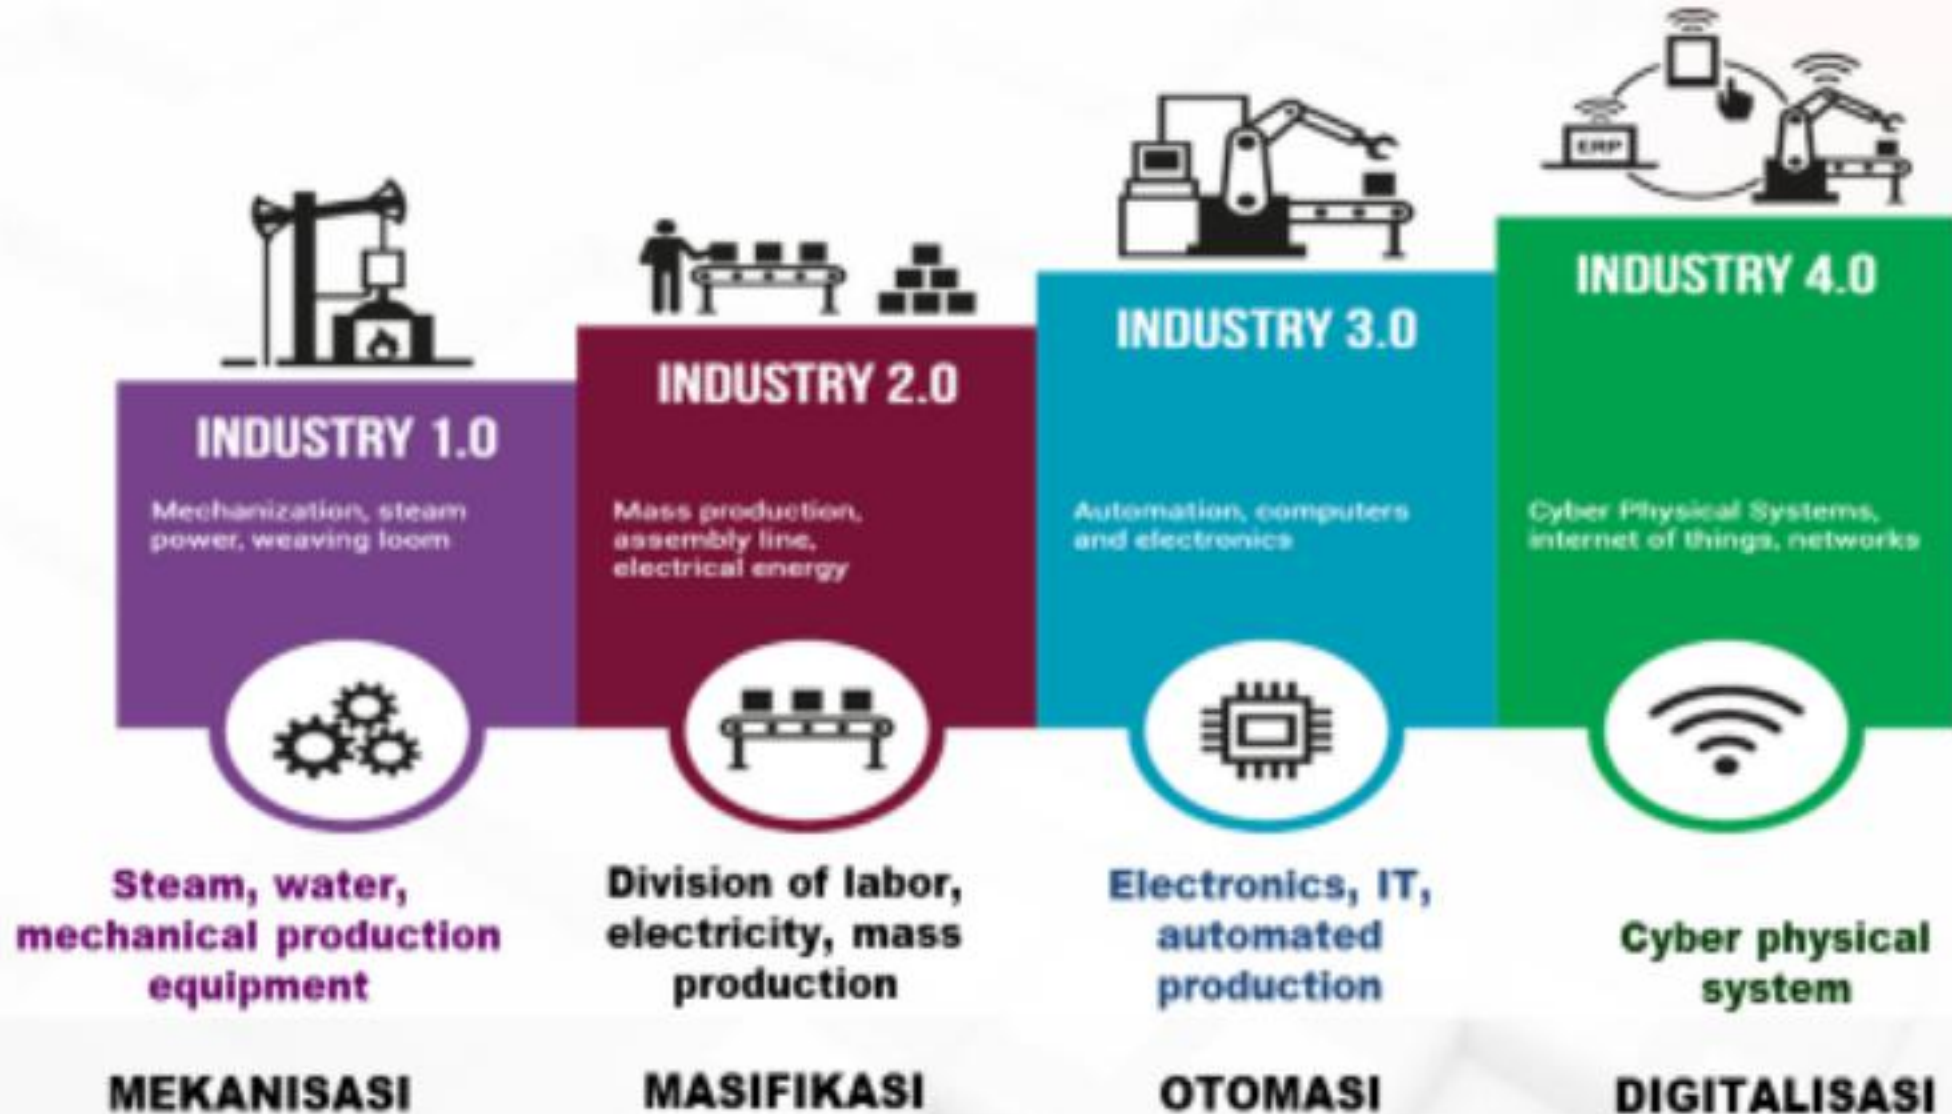 ERP
INDUSTRY 1.0
Mechanization, steam
power, weaving loom
INDUSTRY 2.0
Mass production,
assembly line,
electrical energy
INDUSTRY 3.0
Automation, computers
and electronics
INDUSTRY 4.0
Cyber Physical Systems,
internet of things, networks
Steam, water,
mechanical production
equipment
Division of labor,
electricity, mass
production
Electronics, IT,
automated
production
Cyber physical
system
MEKANISASI
MASIFIKASI
OTOMASI
DIGITALISASI